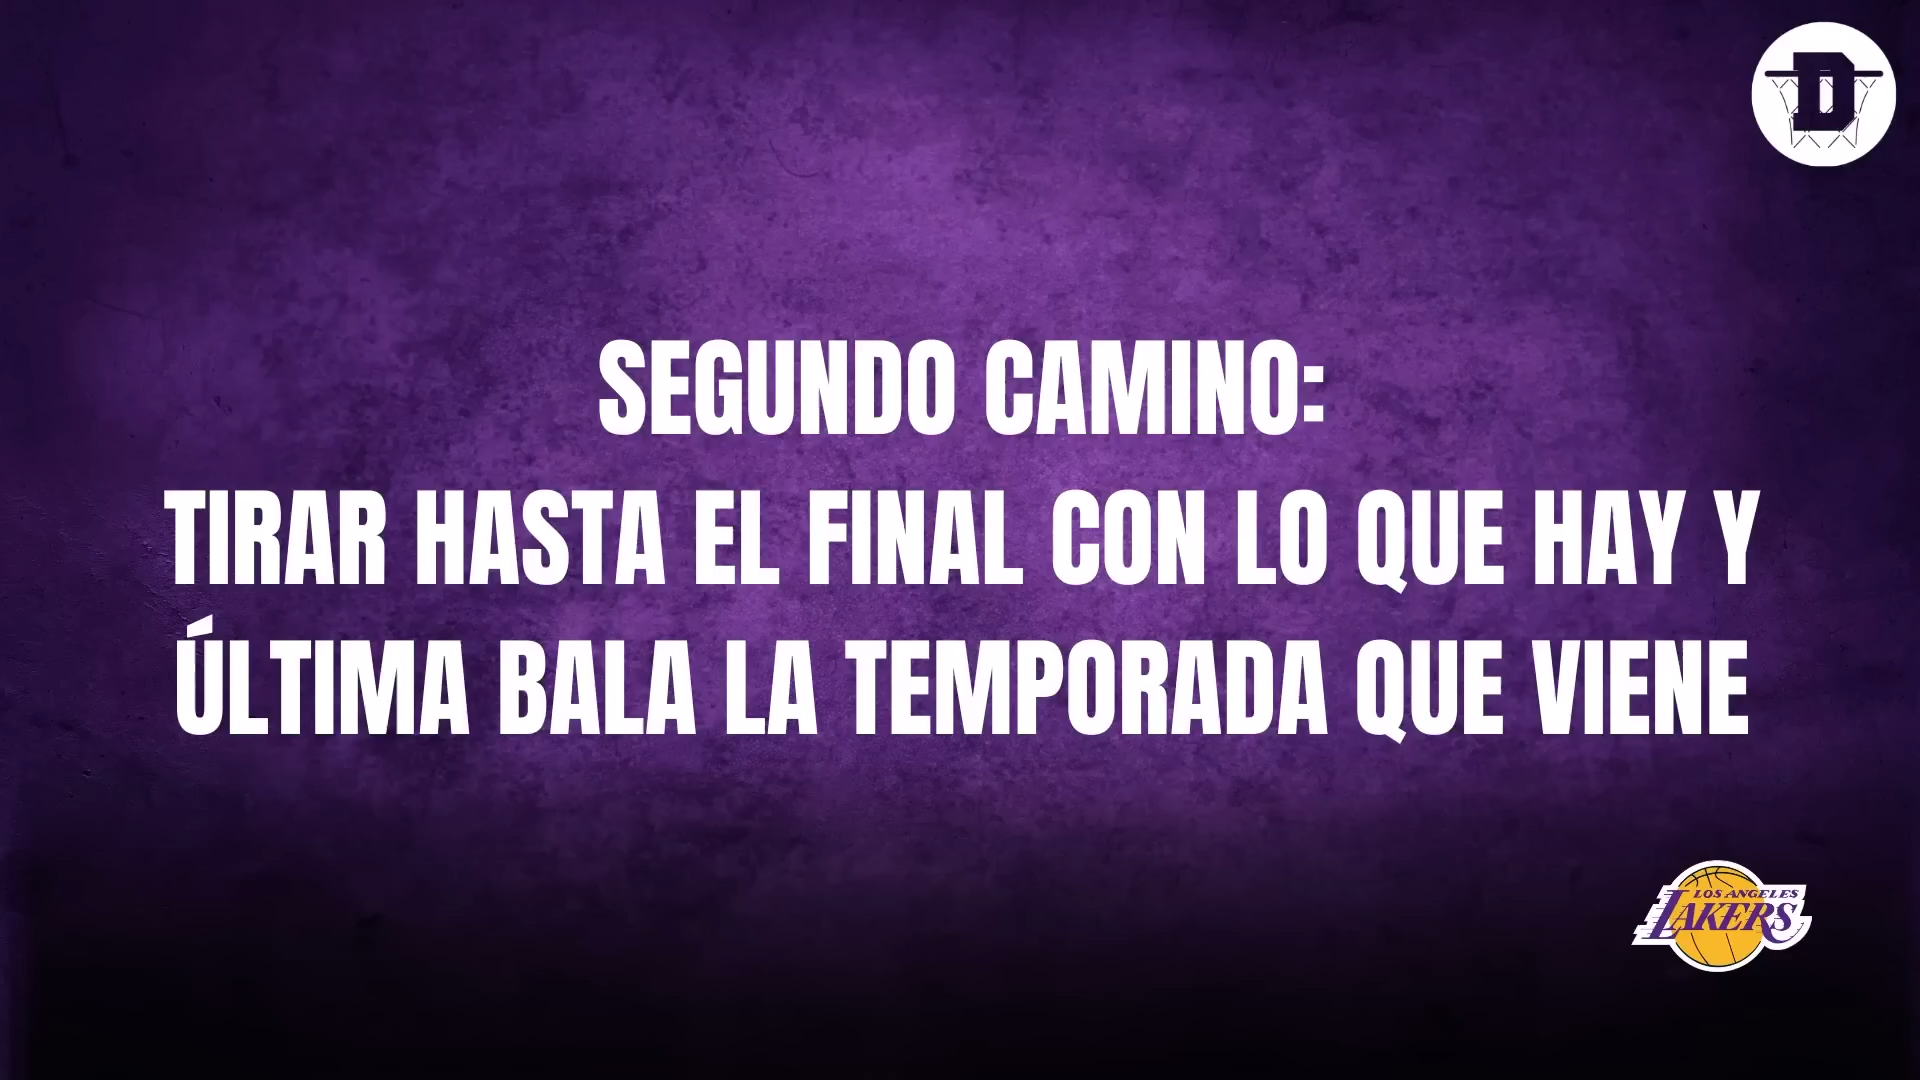 D
SEGUNDO CAMINO:
TIRAR HASTA EL FINAL CON LO QUE HAY Y
ÚLTIMA BALA LA TEMPORADA QUE VIENE
LOS ANGELES
LAKERS